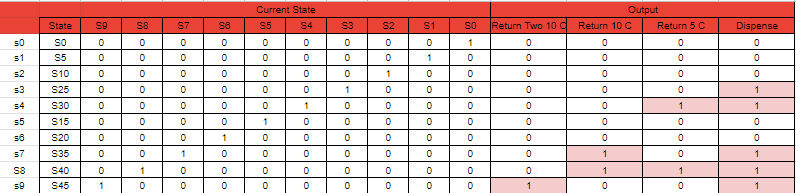 Current State Output
State S9 S8 S7 S6 S5 S4 S3 S2 S1 S0 Return Two 10 C Return 10 C Return 5 C Dispense
s0 S0 0 0 0 0 0 0 0 0 0 1 0 0 0 0
s1 S5 0 0 0 0 0 0 0 0 1 0 0 0 0 0
s2 S10 0 0 0 0 0 0 0 1 0 0 0 0 0 0
s3 S25 0 0 0 0 0 0 1 0 0 0 0 0 0 1
s4 S30 0 0 0 0 0 1 0 0 0 0 0 0 1 1
s5 S15 0 0 0 0 1 0 0 0 0 0 0 0 0 0
s6 S20 0 0 0 1 0 0 0 0 0 0 0 0 0 0
s7 S35 0 0 1 0 0 0 0 0 0 0 0 1 0 1
S8 S40 0 1 0 0 0 0 0 0 0 0 0 1 1 1
s9 S45 1 0 0 0 0 0 0 0 0 0 1 0 0 1